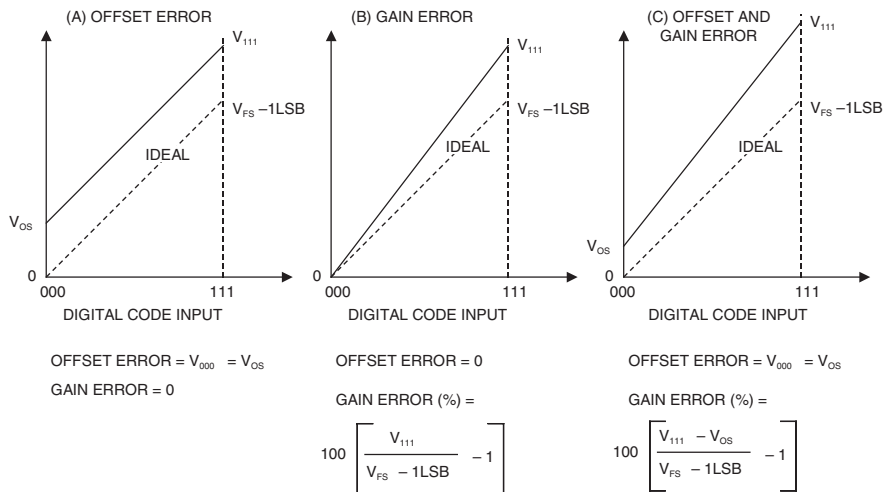 (A) OFFSET ERROR
V111
VFS –1LSB
IDEAL
VOS
0
000
111
DIGITAL CODE INPUT
OFFSET ERROR = V000 = VOS
GAIN ERROR = 0
(B) GAIN ERROR
V111
VFS –1LSB
IDEAL
0
000
111
DIGITAL CODE INPUT
OFFSET ERROR = 0
GAIN ERROR (%) =
100 [ V111
VFS – 1LSB – 1 ]
(C) OFFSET AND
GAIN ERROR
V111
VFS –1LSB
IDEAL
VOS
0
000
111
DIGITAL CODE INPUT
OFFSET ERROR = V000 = VOS
GAIN ERROR (%) =
100 [ V111 – VOS
VFS – 1LSB – 1 ]